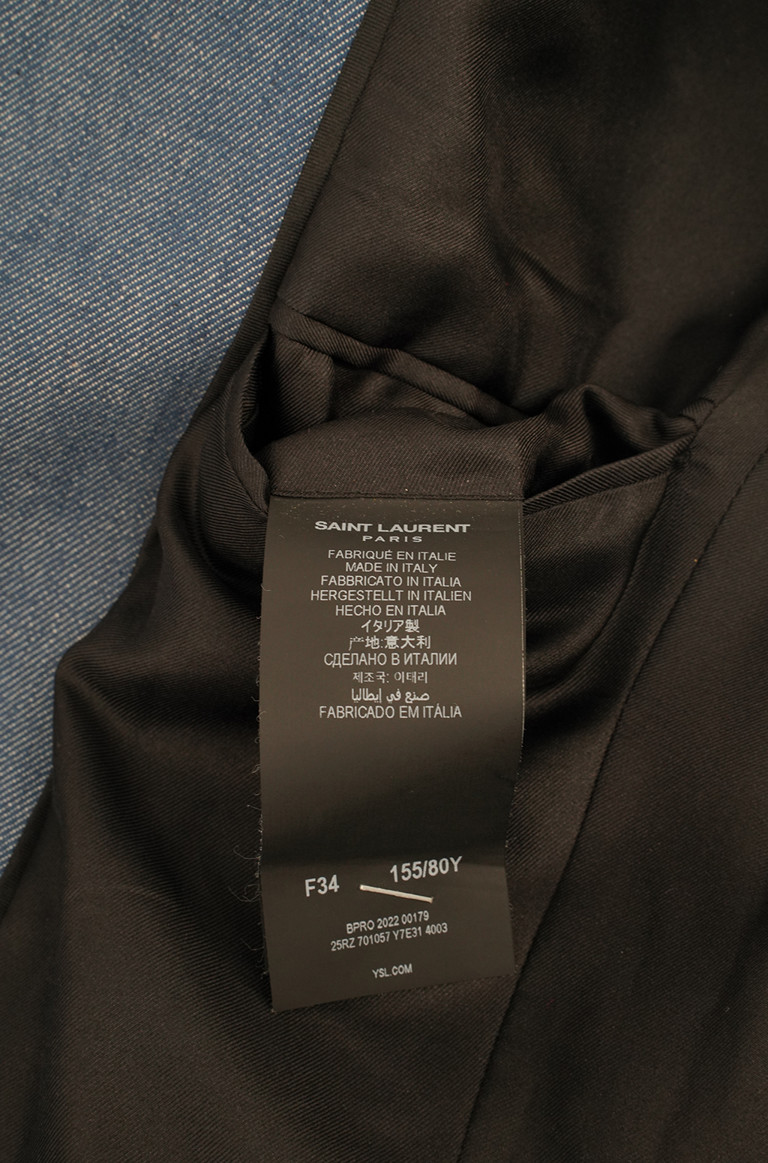 SAINT LAURENT
PARIS
FABRIQUÉ EN ITALIE
MADE IN ITALY
FABBRICATO IN ITALIA
HERGESTELLT IN ITALIEN
HECHO EN ITALIA
イタリア製
产地:意大利
СДЕЛАНО В ИТАЛИИ
제조국: 이태리
صنع في إيطاليا
FABRICADO EM ITÁLIA
F34 155/80Y
BPRO 2022 00179
25RZ 701057 Y7E31 4003
YSL.COM